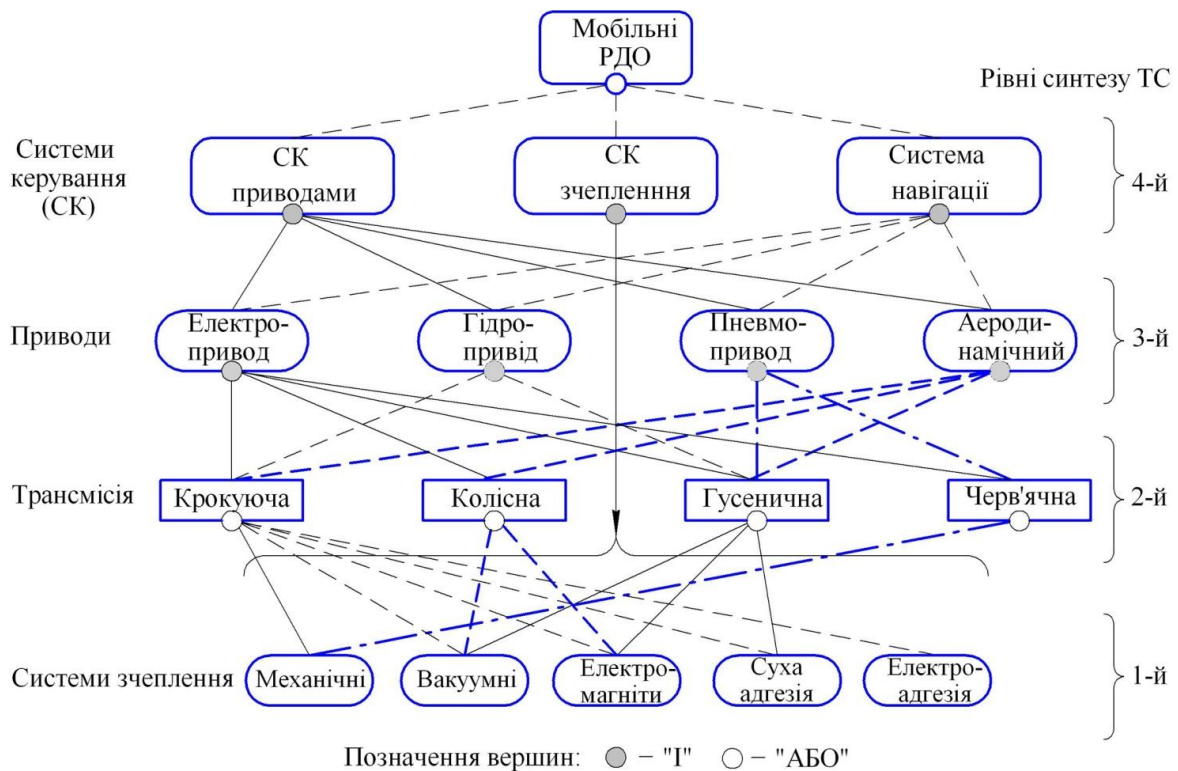 Мобільні
РДО
Рівні синтезу ТС
Системи
керування
(СК)
СК
приводами
СК
зчепленння
Система
навігації
4-й
Приводи
Електро-
привод
Гідро-
привід
Пневмо-
привод
Аероди-
намічний
3-й
Трансмісія
Крокуюча
Колісна
Гусенична
Черв'ячна
2-й
Системи зчеплення
Механічні
Вакуумні
Електро-
магніти
Суха
адгезія
Електро-
адгезія
1-й
Позначення вершин: – "І" – "АБО"